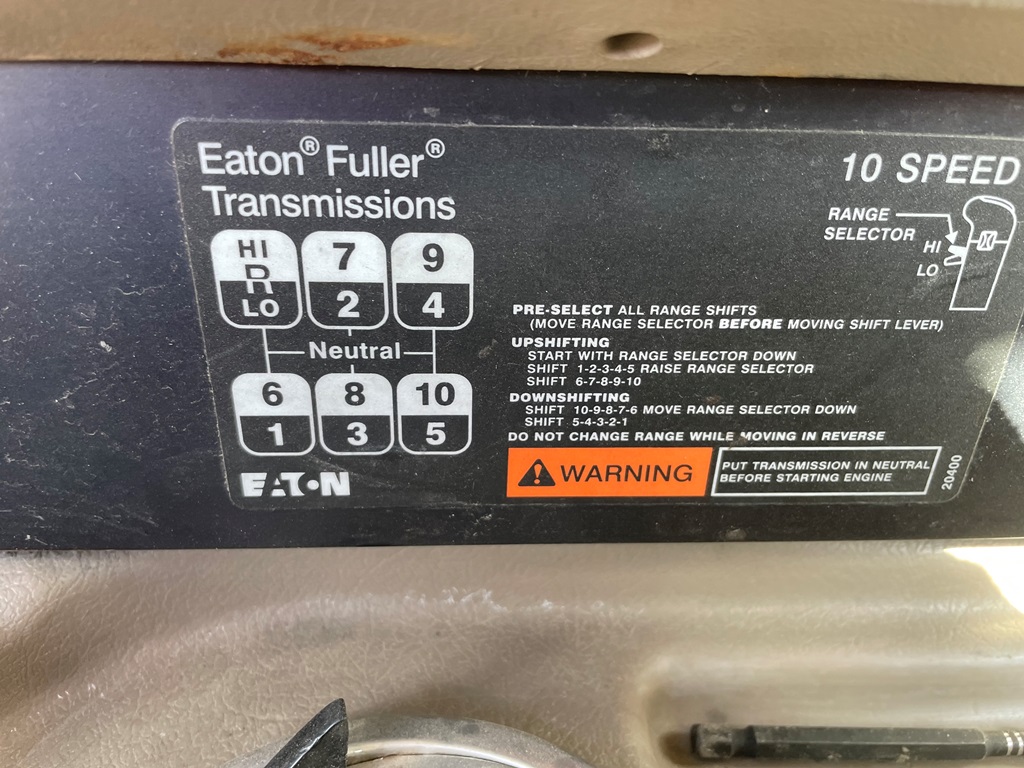 Eaton® Fuller®
Transmissions
HI
R
LO
7
2
9
4
Neutral
6
1
8
3
10
5
EATON
10 SPEED
RANGE
SELECTOR
HI
LO
PRE-SELECT ALL RANGE SHIFTS
(MOVE RANGE SELECTOR BEFORE MOVING SHIFT LEVER)
UPSHIFTING
START WITH RANGE SELECTOR DOWN
SHIFT 1-2-3-4-5 RAISE RANGE SELECTOR
SHIFT 6-7-8-9-10
DOWNSHIFTING
SHIFT 10-9-8-7-6 MOVE RANGE SELECTOR DOWN
SHIFT 5-4-3-2-1
DO NOT CHANGE RANGE WHILE MOVING IN REVERSE
WARNING
PUT TRANSMISSION IN NEUTRAL
BEFORE STARTING ENGINE
20400